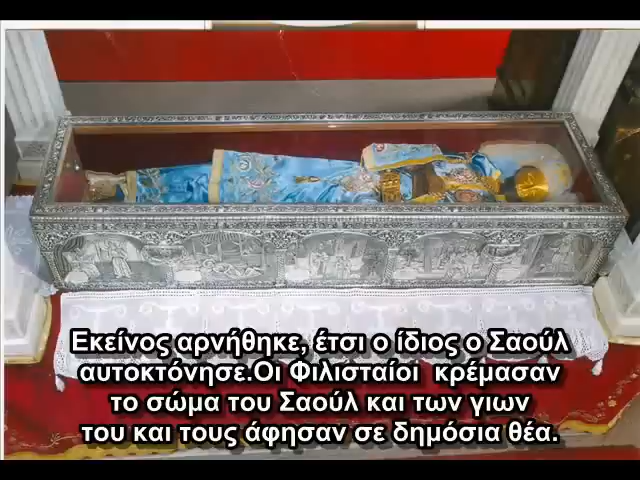 Εκείνος αρνήθηκε, έτσι ο ίδιος ο Σαούλ
αυτοκτόνησε.Οι Φιλισταίοι κρέμασαν
το σώμα του Σαούλ και των γιων
του και τους άφησαν σε δημόσια θέα.